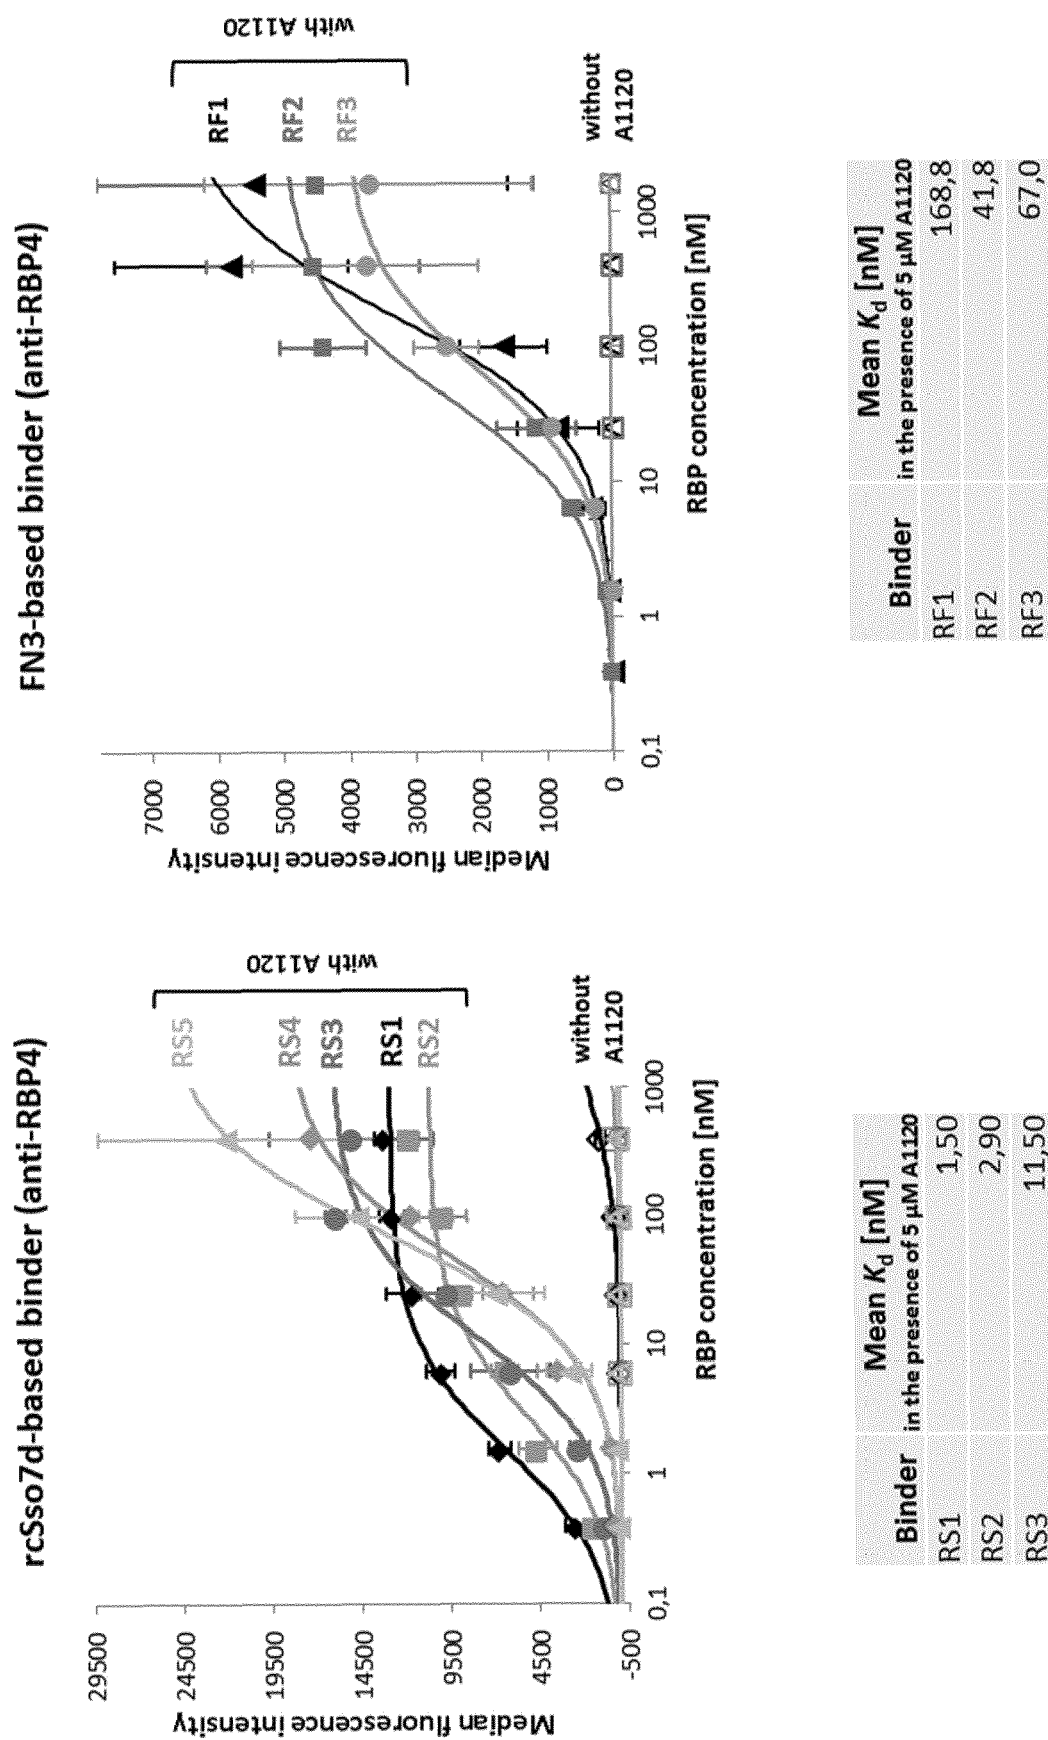 rcSso7d-based binder (anti-RBP4)
29500
24500
19500
14500
19500
4500
-500
Median fluorescence intensity
0,1
1
10
100
1000
RBP concentration [nM]
RS5
RS4
RS3
RS1
RS2
with A1120
without
A1120
Binder
Mean Kd [nM]
in the presence of 5 µM A1120
RS1 1,50
RS2 2,90
RS3 11,50
FN3-based binder (anti-RBP4)
7000
6000
5000
4000
3000
2000
1000
0
Median fluorescence intensity
0,1
1
10
100
1000
RBP concentration [nM]
RF1
RF2
RF3
with A1120
without
A1120
Binder
Mean Kd [nM]
in the presence of 5 µM A1120
RF1 168,8
RF2 41,8
RF3 67,0